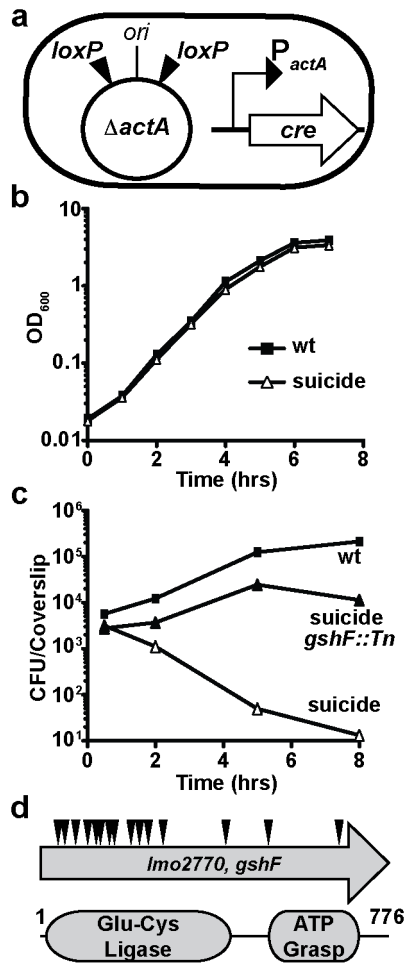 a
ori
loxP loxP
P actA
ΔactA
cre
b
10
1
0.1
0.01
OD600
wt
suicide
0 2 4 6 8
Time (hrs)
c
10^6
10^5
10^4
10^3
10^2
10^1
CFU/Coverslip
wt
suicide
gshF::Tn
suicide
0 2 4 6 8
Time (hrs)
d
lmo2770, gshF
1 776
Glu-Cys
Ligase
ATP
Grasp